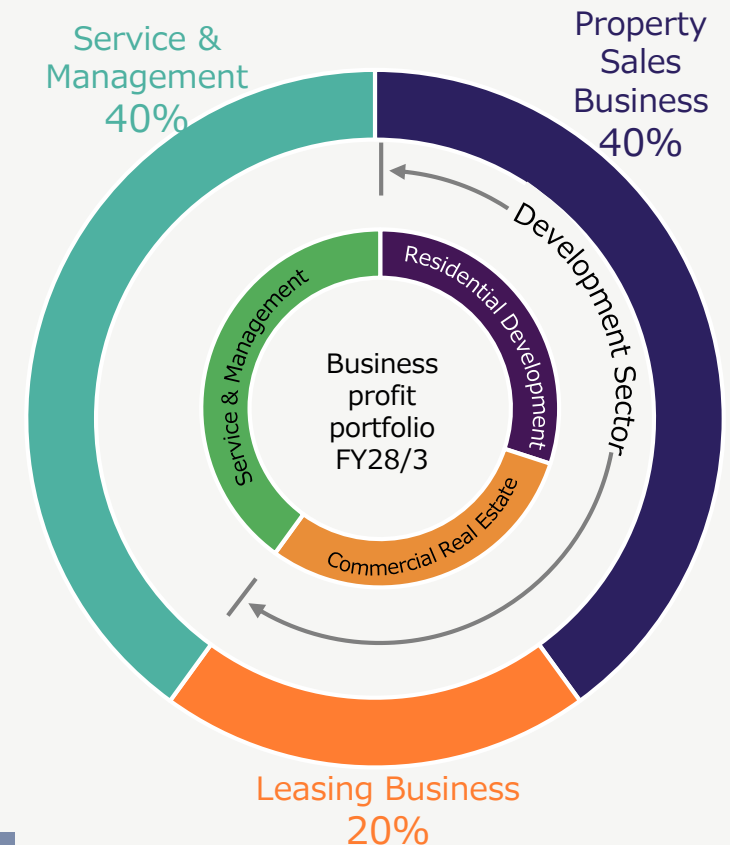 Service &
Management
40%
Property
Sales
Business
40%
Development Sector
Residential Development
Service & Management
Commercial Real Estate
Business
profit
portfolio
FY28/3
Leasing Business
20%